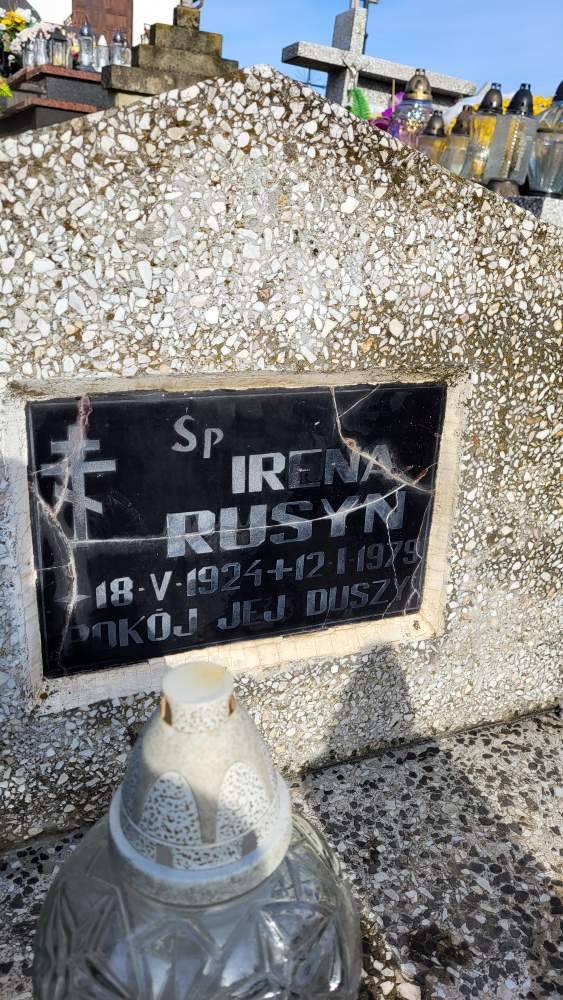 Sp
IRENA
RUSYN
18-V-1924+12-I-1979
POKÓJ JEJ DUSZY